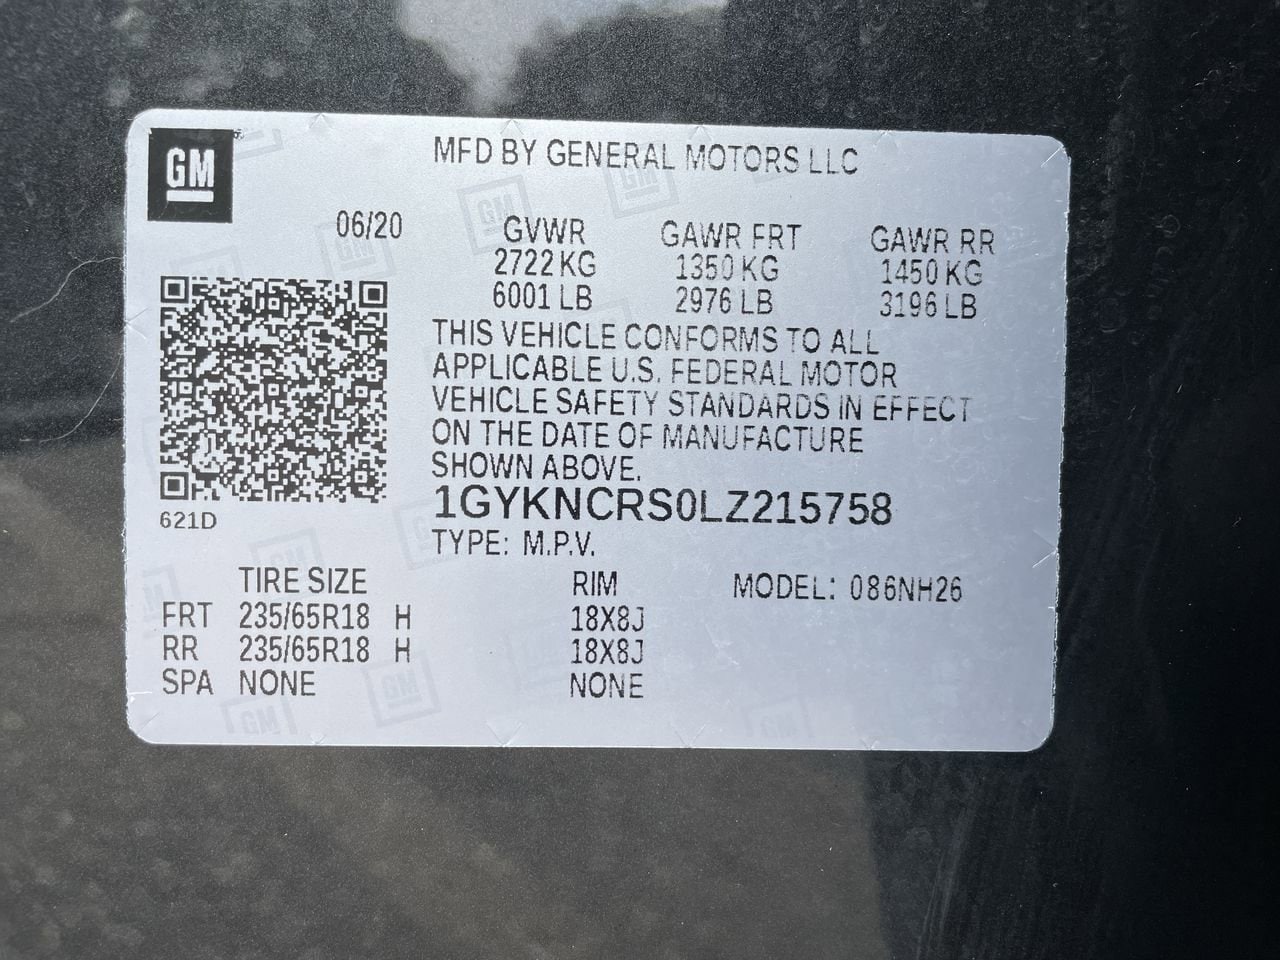 GM
MFD BY GENERAL MOTORS LLC
06/20 GVWR GAWR FRT GAWR RR
2722 KG 1350 KG 1450 KG
6001 LB 2976 LB 3196 LB
THIS VEHICLE CONFORMS TO ALL
APPLICABLE U.S. FEDERAL MOTOR
VEHICLE SAFETY STANDARDS IN EFFECT
ON THE DATE OF MANUFACTURE
SHOWN ABOVE.
1GYKNCRS0LZ215758
621D
TYPE: M.P.V.
TIRE SIZE RIM MODEL: 086NH26
FRT 235/65R18 H 18X8J
RR 235/65R18 H 18X8J
SPA NONE NONE